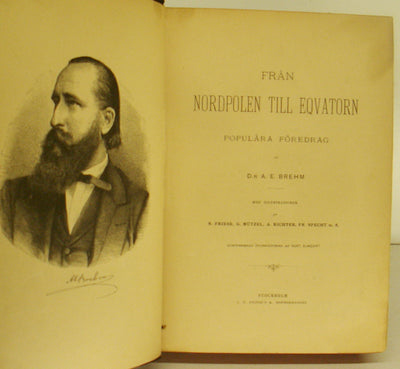 FRÅN
NORDPOLEN TILL EQVATORN
POPULÄRA FÖREDRAG
AF
D:R A. E. BREHM
MED ILLUSTRATIONER
AF
R. FRIESE, G. MÜTZEL, A. RICHTER, FR. SPECHT M. FL.
STOCKHOLM